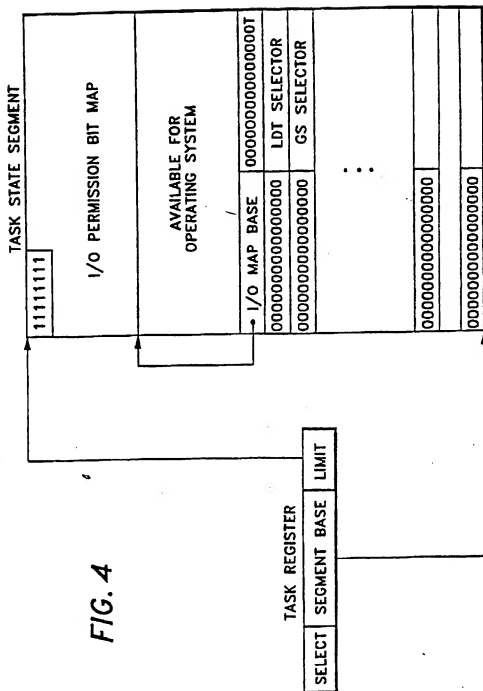 TASK STATE SEGMENT
11111111
I/O PERMISSION BIT MAP
AVAILABLE FOR
OPERATING SYSTEM
I/O MAP BASE
000000000000000T
0000000000000000
LDT SELECTOR
0000000000000000
GS SELECTOR
0000000000000000
0000000000000000
TASK REGISTER
SELECT
SEGMENT BASE
LIMIT
FIG. 4